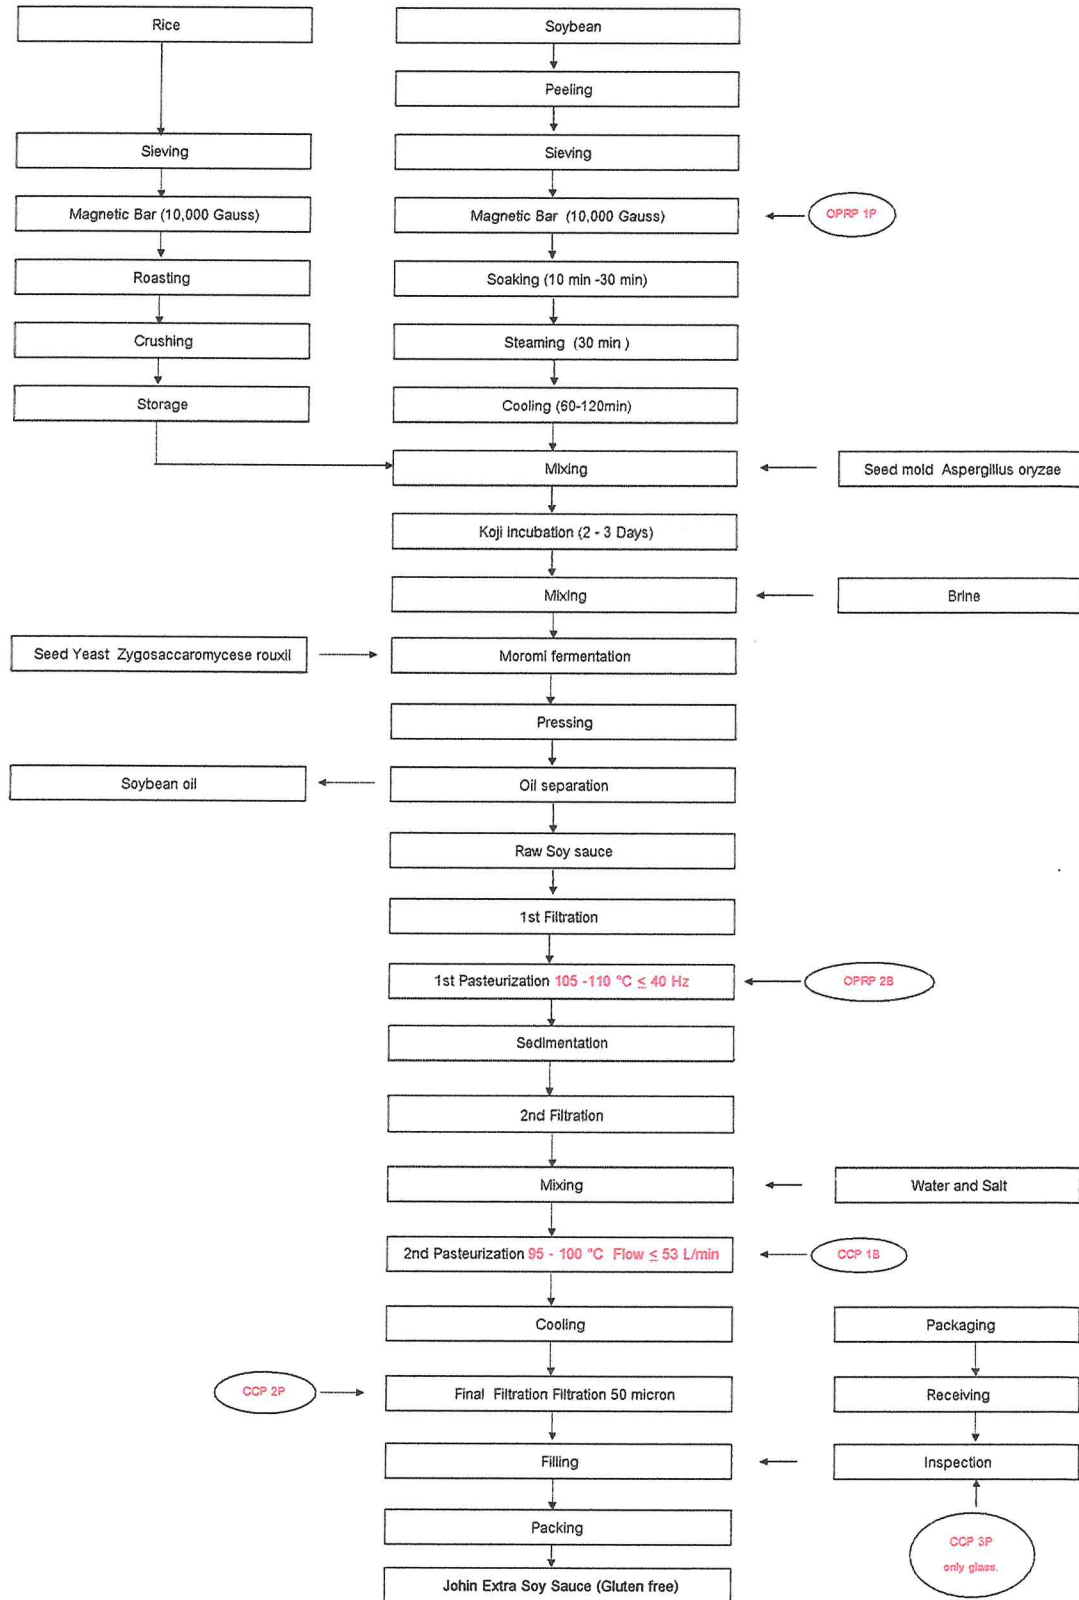 Rice
Soybean
Peeling
Sieving
Sieving
Magnetic Bar (10,000 Gauss)
Magnetic Bar (10,000 Gauss)
OPRP 1P
Roasting
Soaking (10 min -30 min)
Crushing
Steaming (30 min )
Storage
Cooling (60-120min)
Mixing
Seed mold Aspergillus oryzae
Koji incubation (2 - 3 Days)
Mixing
Brine
Seed Yeast Zygosaccaromycese rouxii
Moromi fermentation
Pressing
Soybean oil
Oil separation
Raw Soy sauce
1st Filtration
1st Pasteurization 105 -110 °C ≤ 40 Hz
OPRP 2B
Sedimentation
2nd Filtration
Mixing
Water and Salt
2nd Pasteurization 95 - 100 °C Flow ≤ 53 L/min
CCP 1B
Cooling
Packaging
CCP 2P
Final Filtration Filtration 50 micron
Receiving
Filling
Inspection
Packing
CCP 3P
only glass.
Johin Extra Soy Sauce (Gluten free)